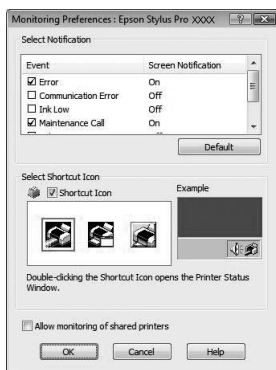 Monitoring Preferences : Epson Stylus Pro XXXX
Select Notification
Event Screen Notification
Error On
Communication Error Off
Ink Low Off
Maintenance Call On
Default
Select Shortcut Icon
Shortcut Icon
Example
Double-clicking the Shortcut Icon opens the Printer Status
Window.
Allow monitoring of shared printers
OK Cancel Help